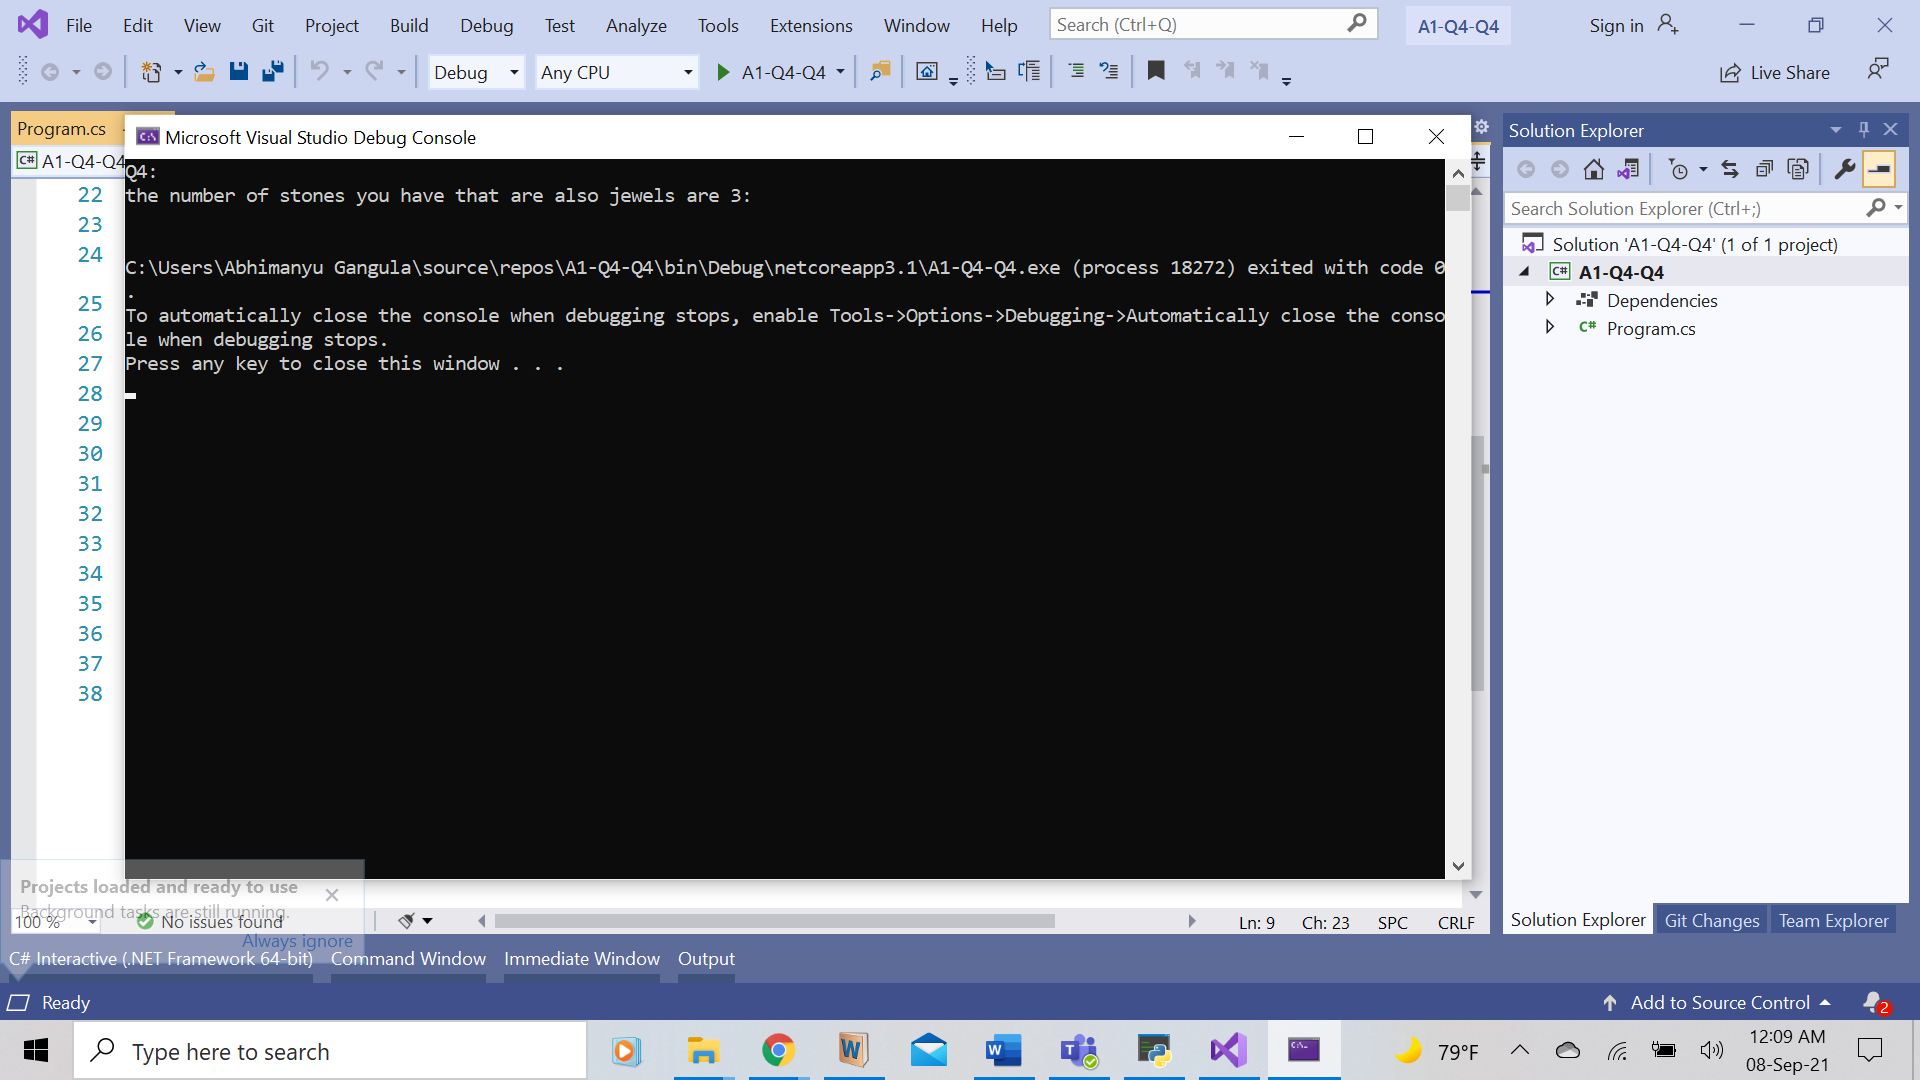 File Edit View Git Project Build Debug Test Analyze Tools Extensions Window Help Search (Ctrl+Q) A1-Q4-Q4 Sign in
Debug Any CPU A1-Q4-Q4 Live Share
Program.cs
Microsoft Visual Studio Debug Console
Solution Explorer
C# A1-Q4-Q4
Q4:
22 the number of stones you have that are also jewels are 3:
23
24
C:\Users\Abhimanyu Gangula\source\repos\A1-Q4-Q4\bin\Debug\netcoreapp3.1\A1-Q4-Q4.exe (process 18272) exited with code 0
.
25
To automatically close the console when debugging stops, enable Tools->Options->Debugging->Automatically close the conso
26
le when debugging stops.
27 Press any key to close this window . . .
28
29
30
31
32
33
34
35
36
37
38
Search Solution Explorer (Ctrl+;)
Solution 'A1-Q4-Q4' (1 of 1 project)
C# A1-Q4-Q4
Dependencies
C# Program.cs
Projects loaded and ready to use
Background tasks are still running.
Always ignore
100 % No issues found Ln: 9 Ch: 23 SPC CRLF
Solution Explorer Git Changes Team Explorer
C# Interactive (.NET Framework 64-bit) Command Window Immediate Window Output
Ready Add to Source Control 2
Type here to search 79°F
12:09 AM
08-Sep-21